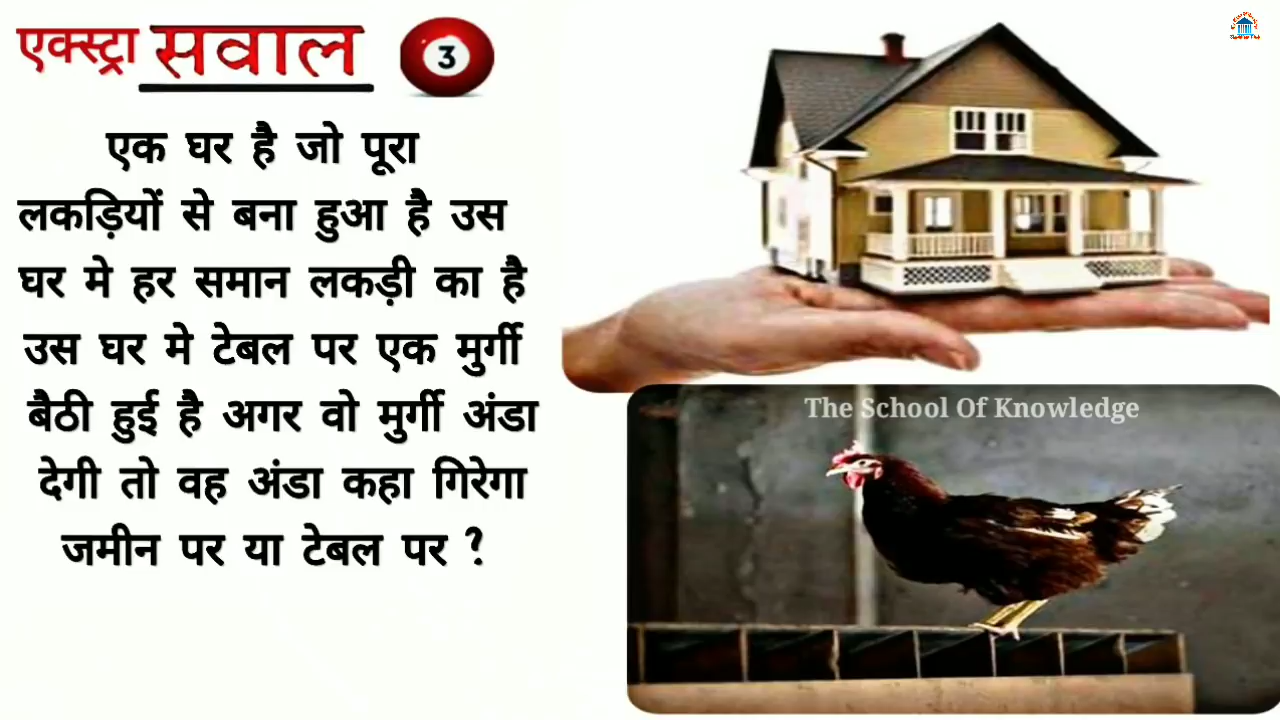 एक्स्ट्रा सवाल 3
एक घर है जो पूरा
लकड़ियों से बना हुआ है उस
घर मे हर समान लकड़ी का है
उस घर मे टेबल पर एक मुर्गी
बैठी हुई है अगर वो मुर्गी अंडा
देगी तो वह अंडा कहा गिरेगा
जमीन पर या टेबल पर ?
The School Of Knowledge